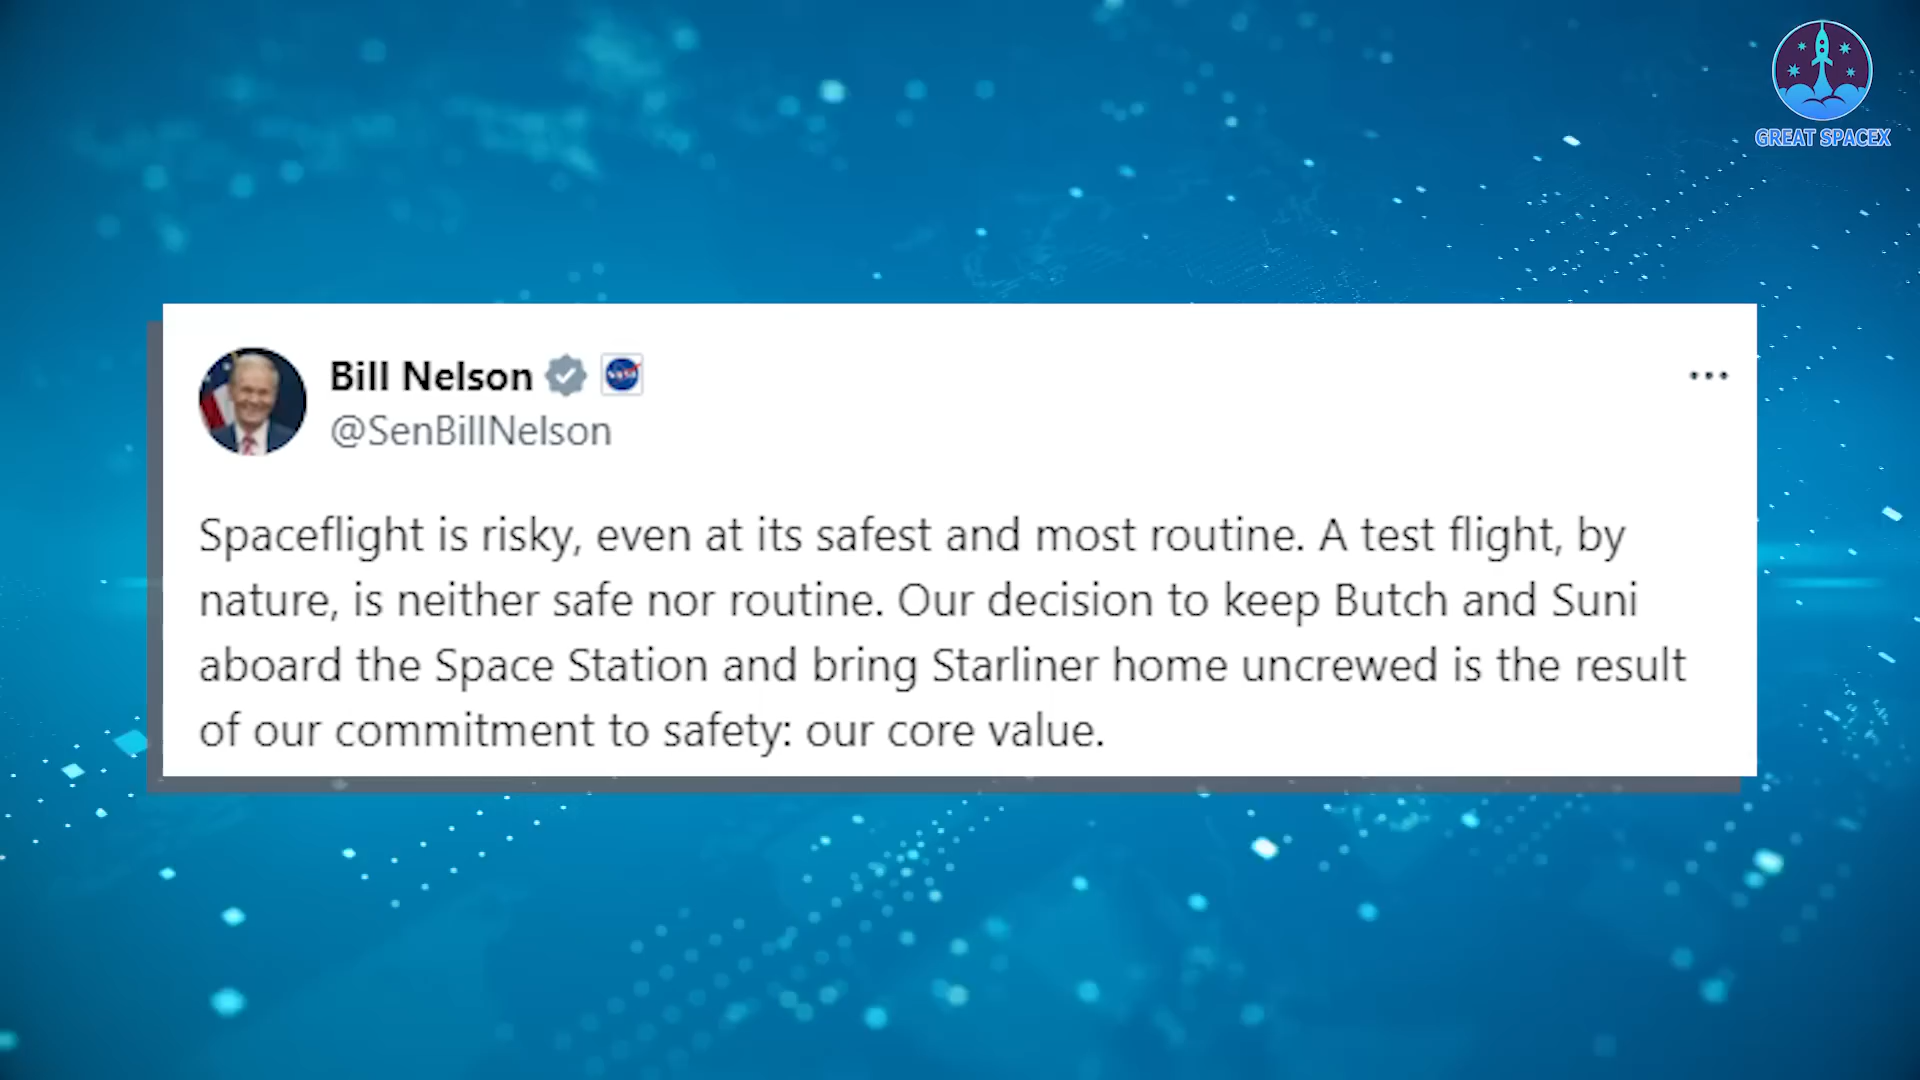 GREAT SPACEX
Bill Nelson
@SenBillNelson
Spaceflight is risky, even at its safest and most routine. A test flight, by
nature, is neither safe nor routine. Our decision to keep Butch and Suni
aboard the Space Station and bring Starliner home uncrewed is the result
of our commitment to safety: our core value.